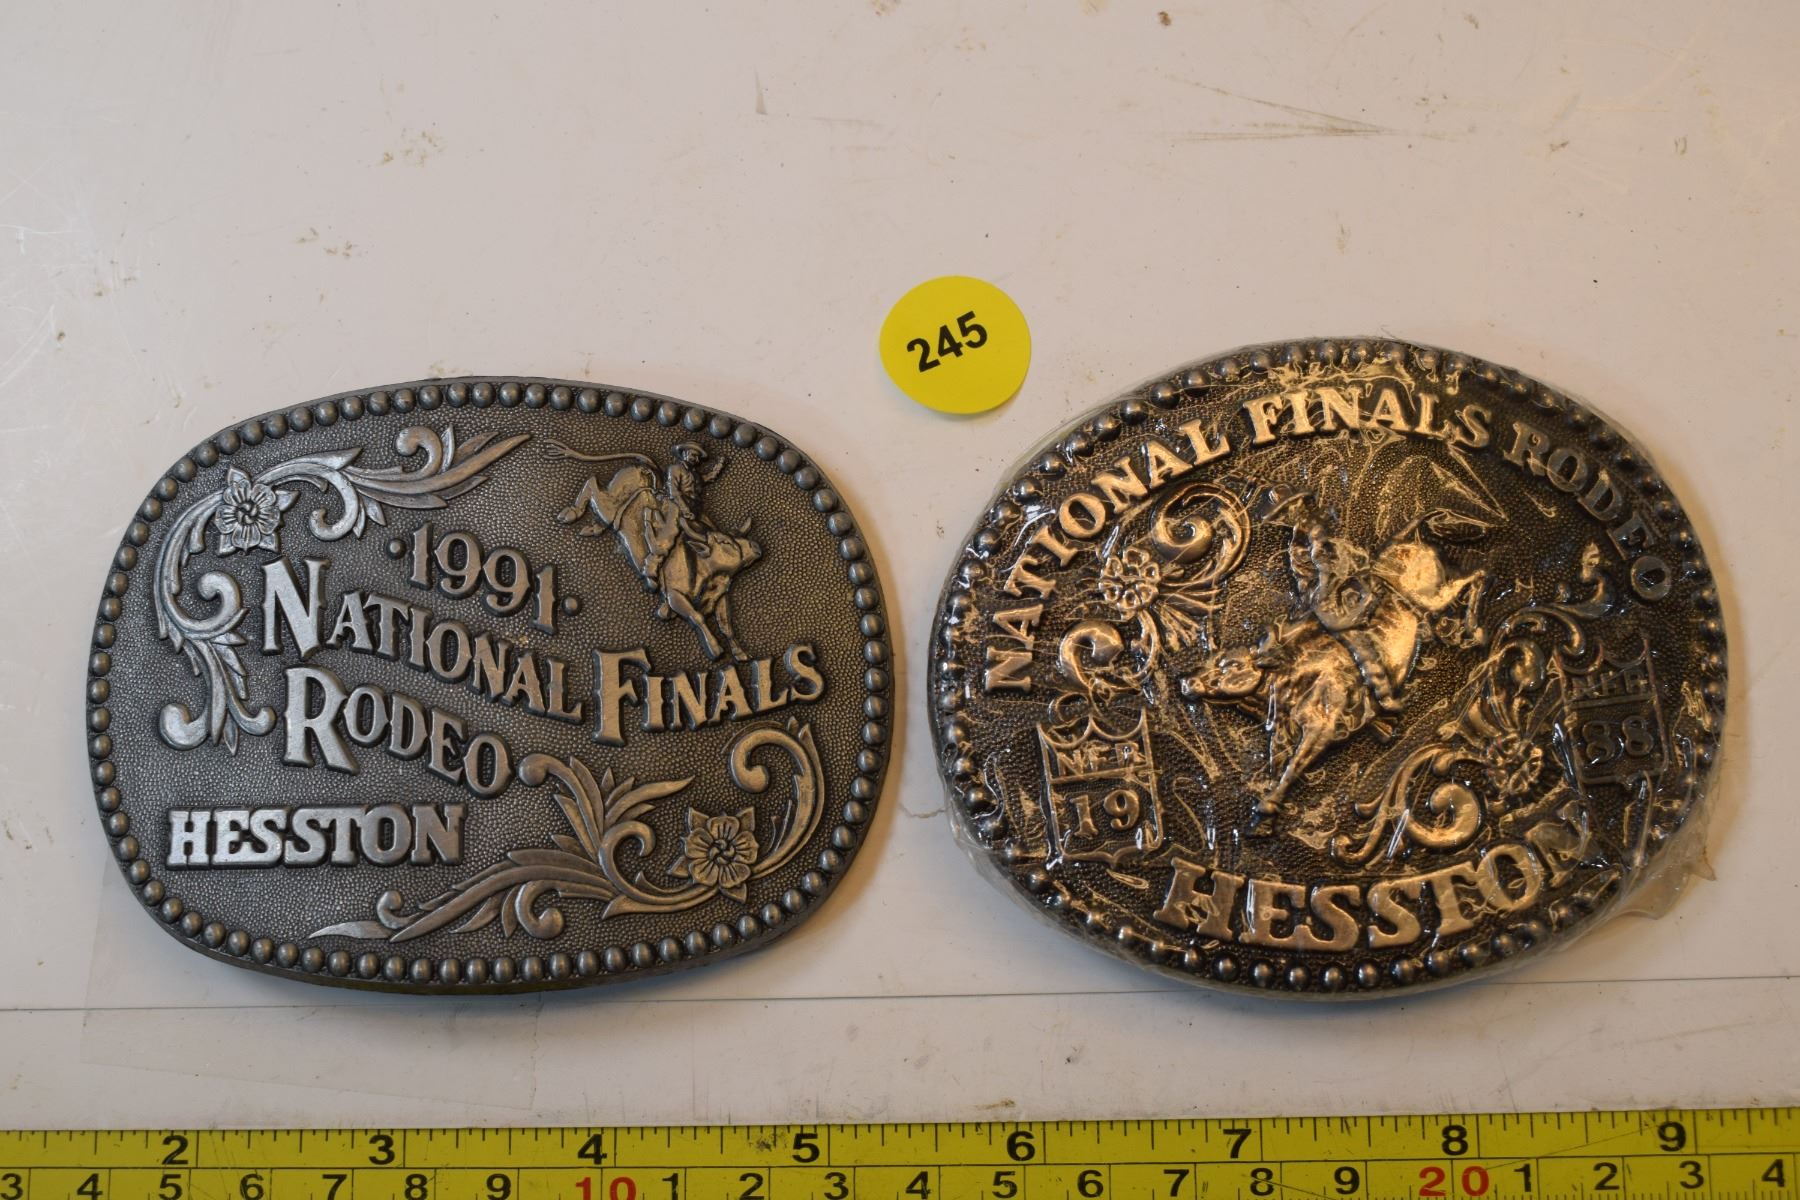 245
·1991·
NATIONAL FINALS
RODEO
HESSTON
NATIONAL FINALS RODEO
NFR
19
NFR
88
HESSTON
2 3 4 5 6 7 8 9
3 4 5 6 7 8 9 10 1 2 3 4 5 6 7 8 9 20 1 2 3 4